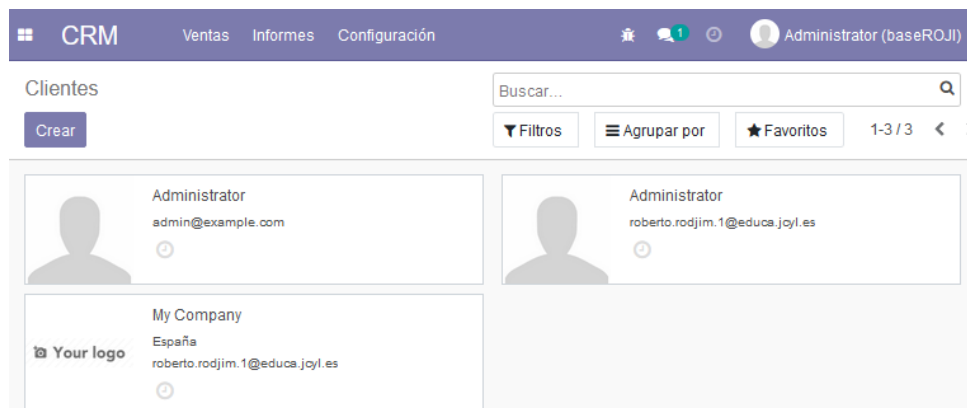 CRM Ventas Informes Configuración 1 Administrator (baseROJI)
Clientes
Buscar...
Crear
Filtros Agrupar por Favoritos 1-3 / 3
Administrator
admin@example.com
Administrator
roberto.rodjim.1@educa.jcyl.es
My Company
España
roberto.rodjim.1@educa.jcyl.es
Your logo